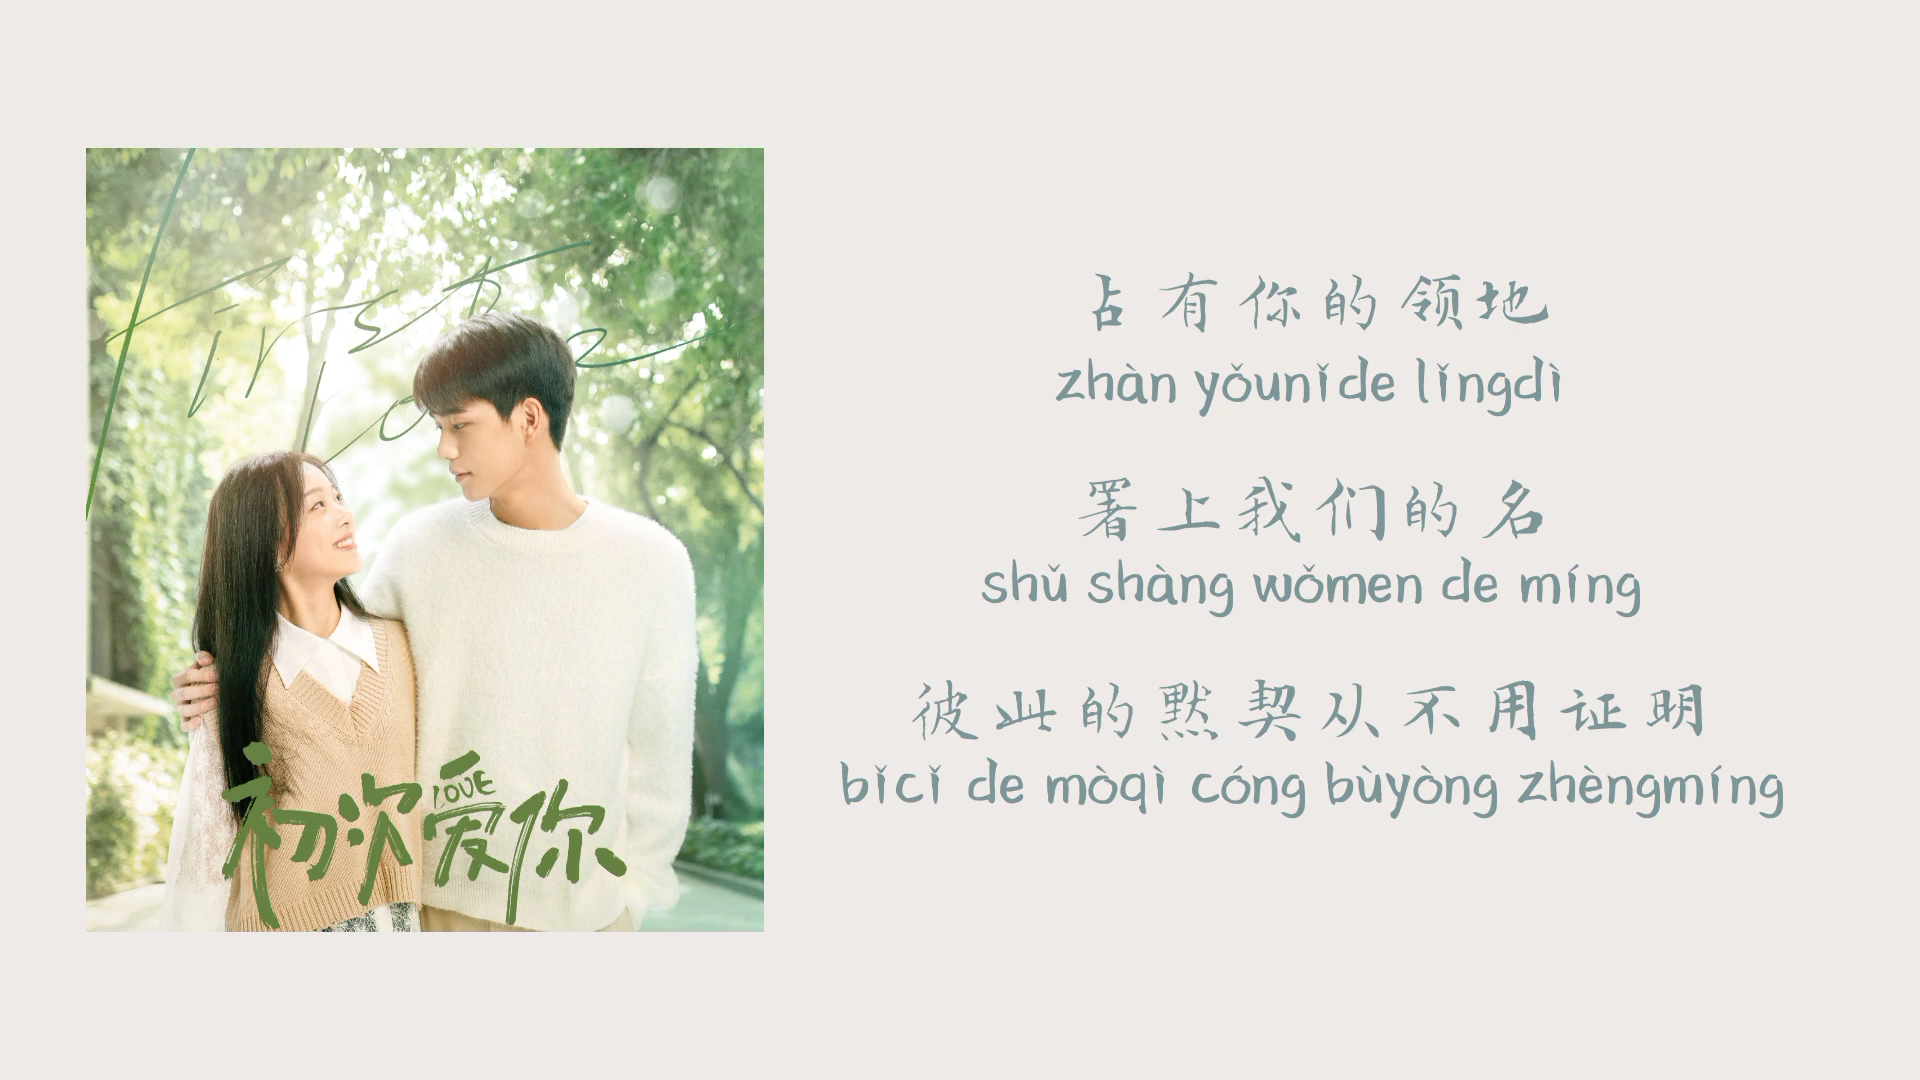 First
Love
初次爱你
LOVE
占有你的领地
zhàn yǒunǐde lǐngdì
署上我们的名
shǔ shàng wǒmen de míng
彼此的默契从不用证明
bǐcǐ de mòqì cóng bùyòng zhèngmíng